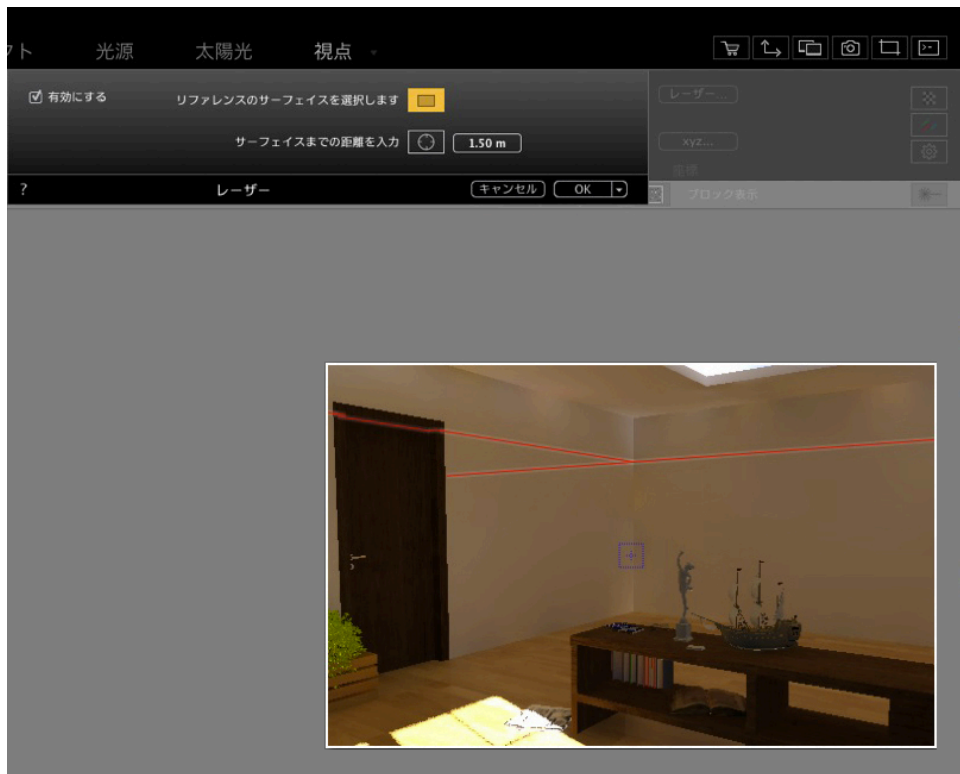 クト 光源 太陽光 視点
有効にする リファレンスのサーフェイスを選択します レーザー...
サーフェイスまでの距離を入力 1.50 m xyz...
座標
? レーザー キャンセル OK ブロック表示